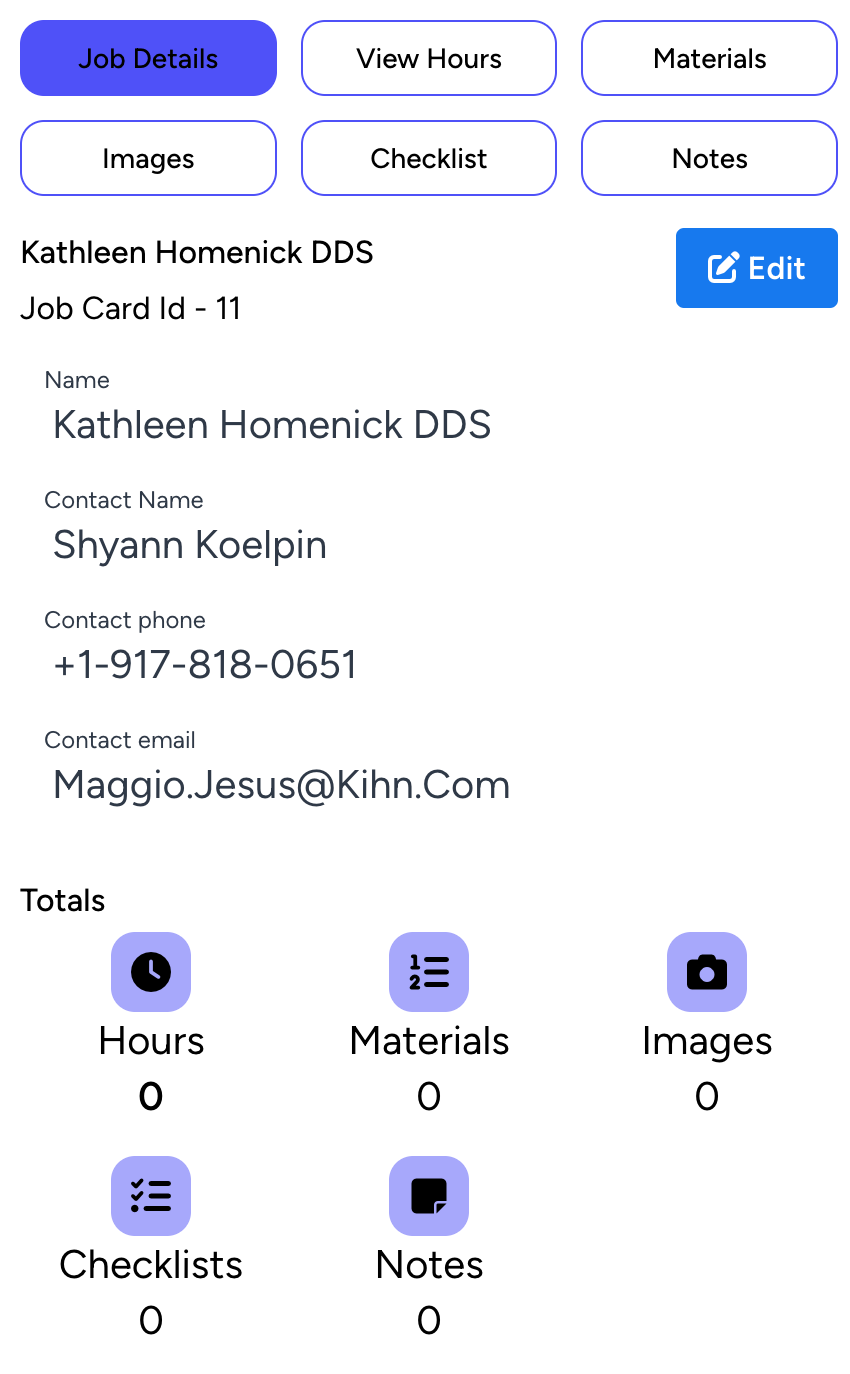 Job Details View Hours Materials
Images Checklist Notes
Kathleen Homenick DDS
Edit
Job Card Id - 11
Name
Kathleen Homenick DDS
Contact Name
Shyann Koelpin
Contact phone
+1-917-818-0651
Contact email
Maggio.Jesus@Kihn.Com
Totals
Hours Materials Images
0 0 0
Checklists Notes
0 0